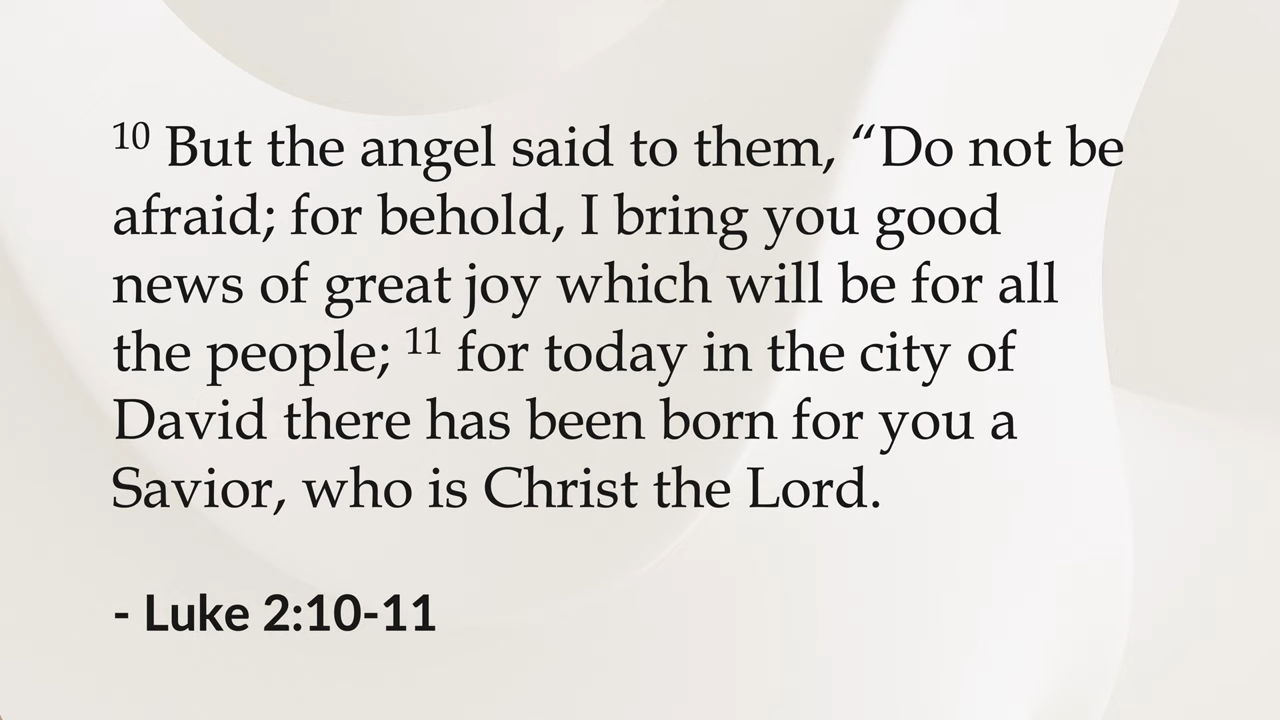 10 But the angel said to them, “Do not be
afraid; for behold, I bring you good
news of great joy which will be for all
the people; 11 for today in the city of
David there has been born for you a
Savior, who is Christ the Lord.
- Luke 2:10-11